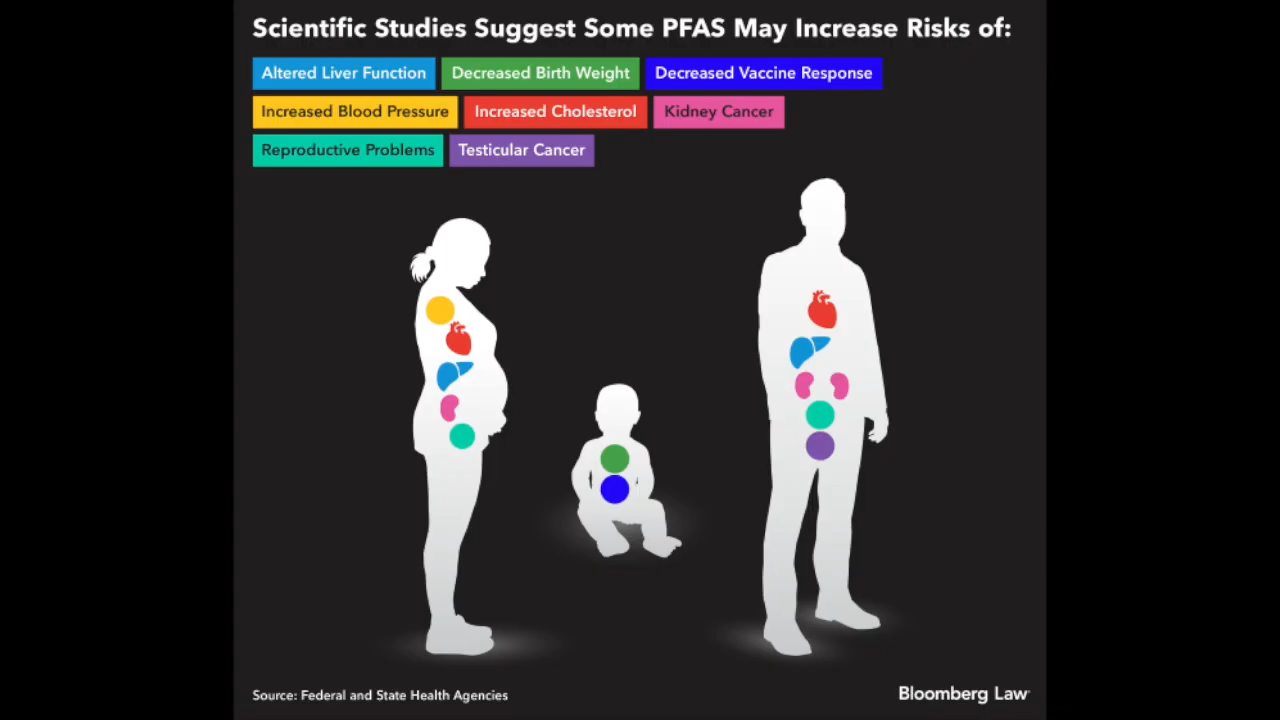 Scientific Studies Suggest Some PFAS May Increase Risks of:
Altered Liver Function Decreased Birth Weight Decreased Vaccine Response
Increased Blood Pressure Increased Cholesterol Kidney Cancer
Reproductive Problems Testicular Cancer
Source: Federal and State Health Agencies
Bloomberg Law